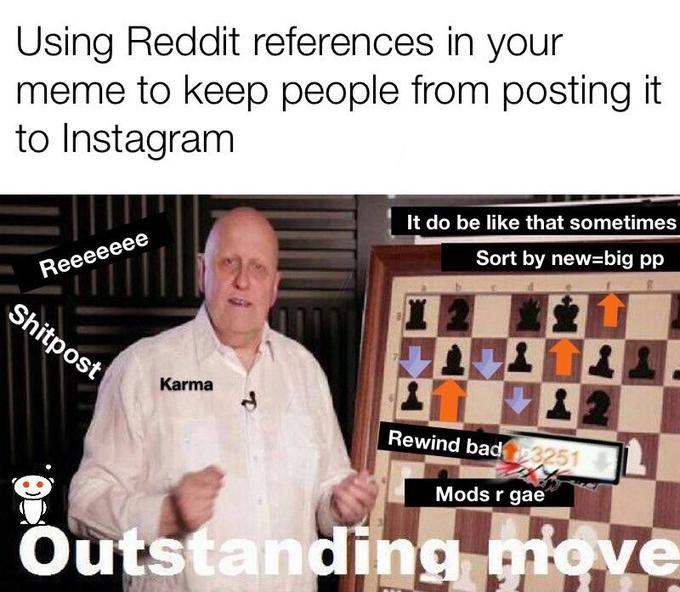 Using Reddit references in your
meme to keep people from posting it
to Instagram
It do be like that sometimes
Reeeeeee
Sort by new=big pp
Shitpost
Karma
Rewind bad
3251
Mods r gae
Outstanding move